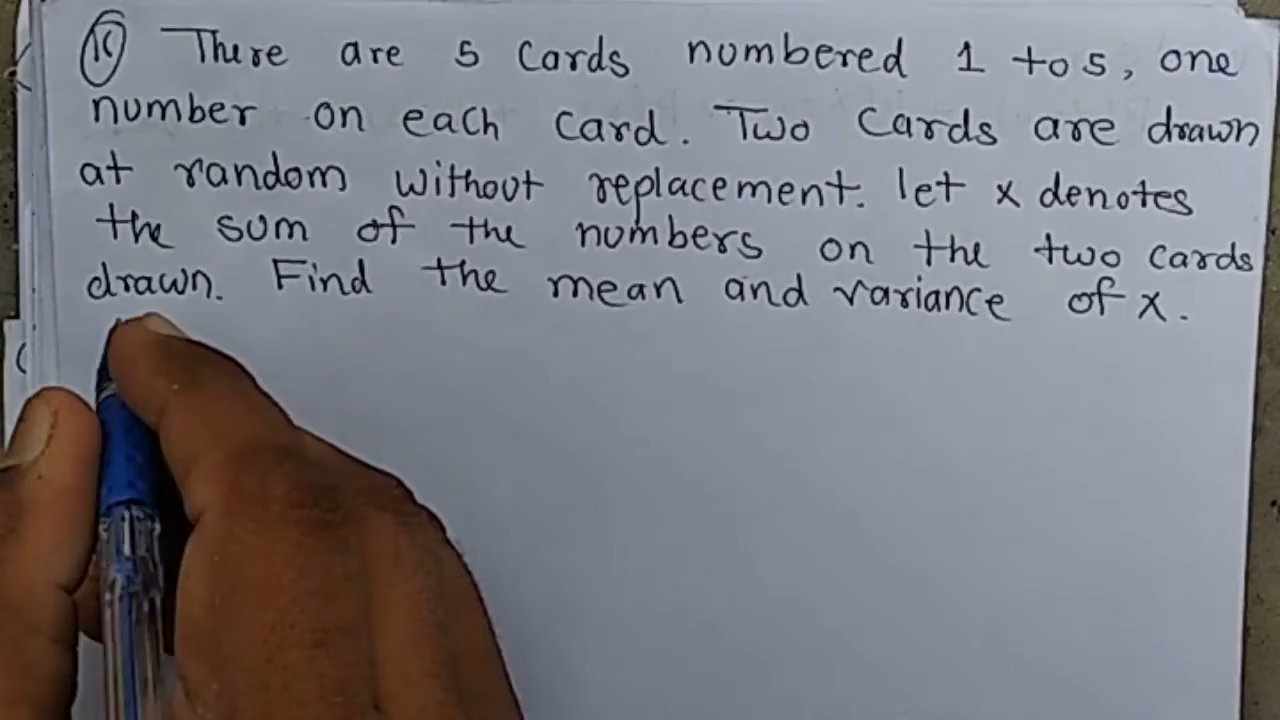 K There are 5 cards numbered 1 to 5, one
number on each card. Two cards are drawn
at random without replacement. let x denotes
the sum of the numbers on the two cards
drawn. Find the mean and variance of x.
(